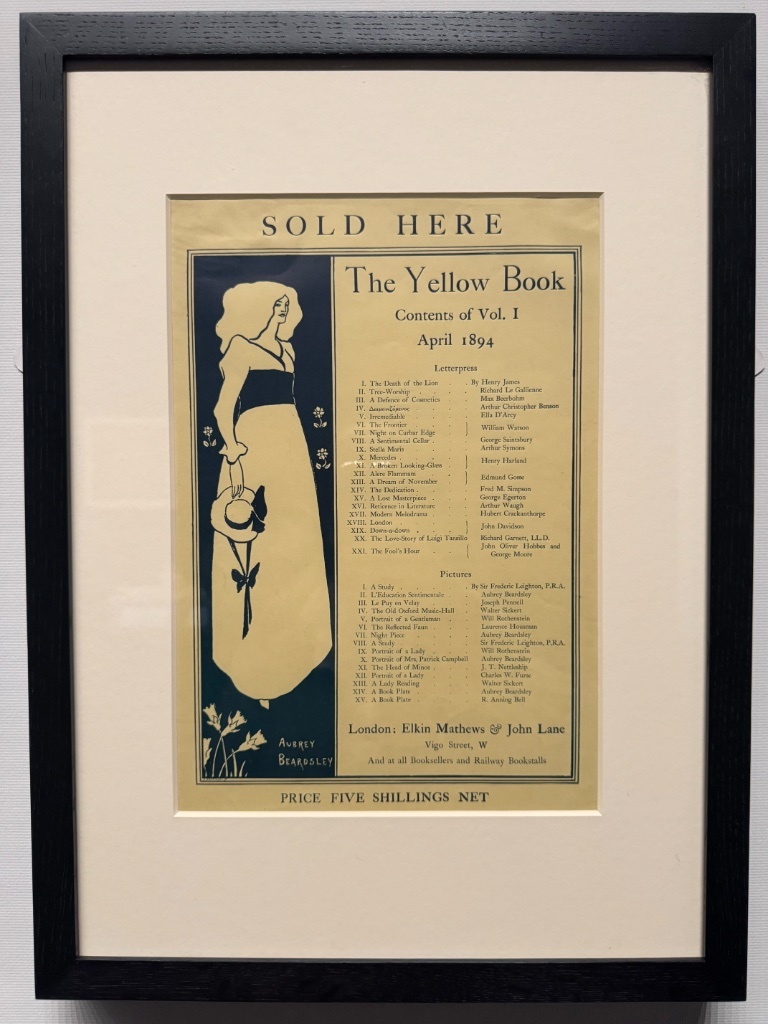 SOLD HERE
The Yellow Book
Contents of Vol. I
April 1894
Letterpress
I. The Death of the Lion . . By Henry James
II. Tree-Worship . . . . Richard Le Gallienne
III. A Defence of Cosmetics . . Max Beerbohm
IV. Δαιμονιζόμενος . . . Arthur Christopher Benson
V. Irremediable . . . . Ella D'Arcy
VI. The Frontier . . . } William Watson
VII. Night on Curbar Edge .
VIII. A Sentimental Cellar . . George Saintsbury
IX. Stella Maris . . . Arthur Symons
X. Mercedes . . . } Henry Harland
XI. A Broken Looking-Glass .
XII. Alere Flammam . . } Edmund Gosse
XIII. A Dream of November .
XIV. The Dedication . . . Fred M. Simpson
XV. A Lost Masterpiece . . George Egerton
XVI. Reticence in Literature . . Arthur Waugh
XVII. Modern Melodrama . . Hubert Crackanthorpe
XVIII. London . . . } John Davidson
XIX. Down-a-down . . .
XX. The Love-Story of Luigi Tansillo Richard Garnett, LL.D.
XXI. The Fool's Hour . . { John Oliver Hobbes and
George Moore
Pictures
I. A Study . . . . By Sir Frederic Leighton, P.R.A.
II. L'Education Sentimentale . . Aubrey Beardsley
III. Le Puy en Velay . . . Joseph Pennell
IV. The Old Oxford Music-Hall . Walter Sickert
V. Portrait of a Gentleman . . Will Rothenstein
VI. The Reflected Faun . . Laurence Housman
VII. Night Piece . . . Aubrey Beardsley
VIII. A Study . . . . Sir Frederic Leighton, P.R.A.
IX. Portrait of a Lady . . Will Rothenstein
X. Portrait of Mrs. Patrick Campbell Aubrey Beardsley
XI. The Head of Minos . . J. T. Nettleship
XII. Portrait of a Lady . . Charles W. Furse
XIII. A Lady Reading . . Walter Sickert
XIV. A Book Plate . . . Aubrey Beardsley
XV. A Book Plate . . . R. Anning Bell
London: Elkin Mathews & John Lane
Vigo Street, W
And at all Booksellers and Railway Bookstalls
AUBREY
BEARDSLEY
PRICE FIVE SHILLINGS NET